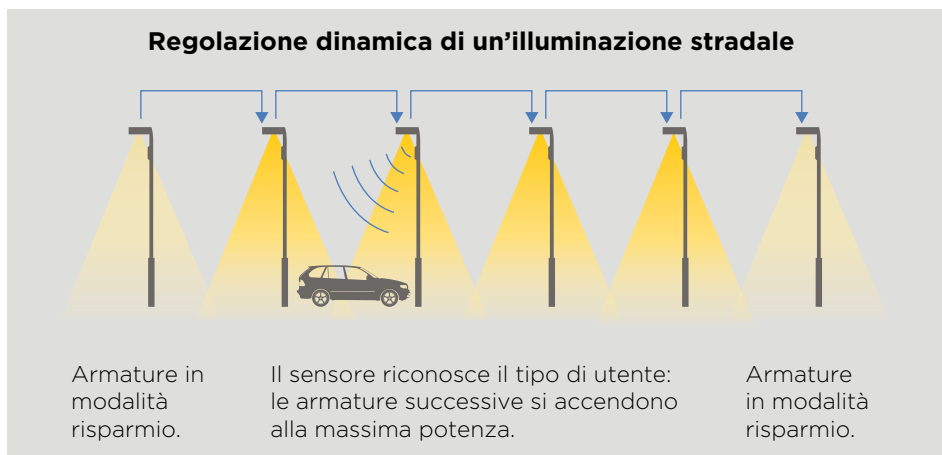 Regolazione dinamica di un’illuminazione stradale
Armature in
modalità
risparmio.
Il sensore riconosce il tipo di utente:
le armature successive si accendono
alla massima potenza.
Armature
in modalità
risparmio.